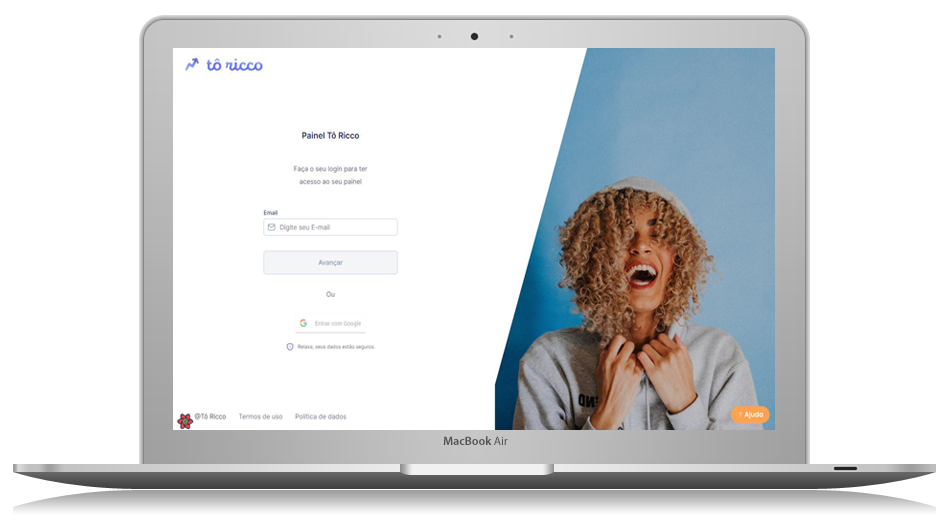 tô ricco
Painel Tô Ricco
Faça o seu login para ter
acesso ao seu painel
Email
Digite seu E-mail
Avançar
Ou
Entrar com Google
Relaxa, seus dados estão seguros.
@Tô Ricco Termos de uso Política de dados
? Ajuda
MacBook Air